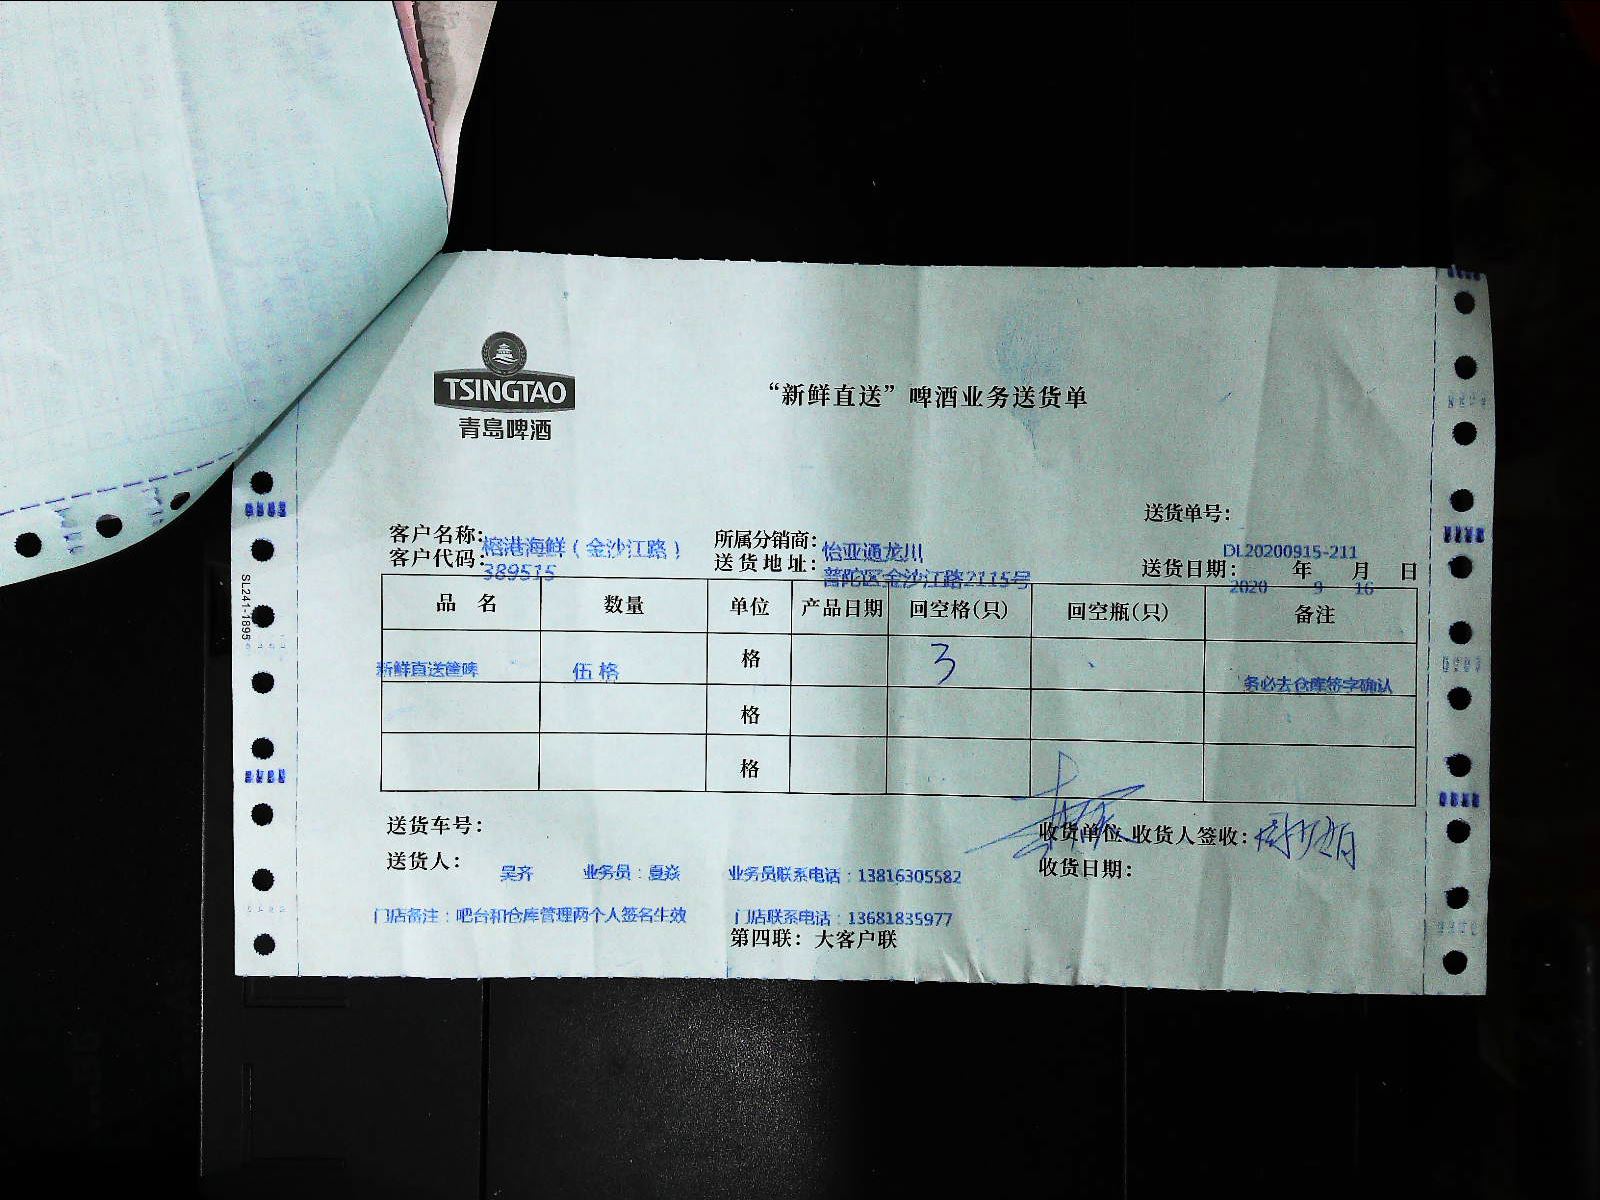 TSINGTAO
青岛啤酒
“新鲜直送”啤酒业务送货单
送货单号：
DL20200915-211
客户名称： 榕港海鲜（金沙江路） 所属分销商： 怡亚通龙川
客户代码： 389515 送货地址： 普陀区金沙江路2115号 送货日期： 2020 年 9 月 16 日
品 名 数量 单位 产品日期 回空格(只) 回空瓶(只) 备注
新鲜直送筐啤 伍格 格 3 务必去仓库签字确认
格
格
送货车号： 收货单位 收货人签收：
送货人： 吴齐 业务员：夏焱 业务员联系电话：13816305582 收货日期：
门店备注：吧台和仓库管理两个人签名生效 门店联系电话：13681835977
第四联：大客户联
SL241-1895